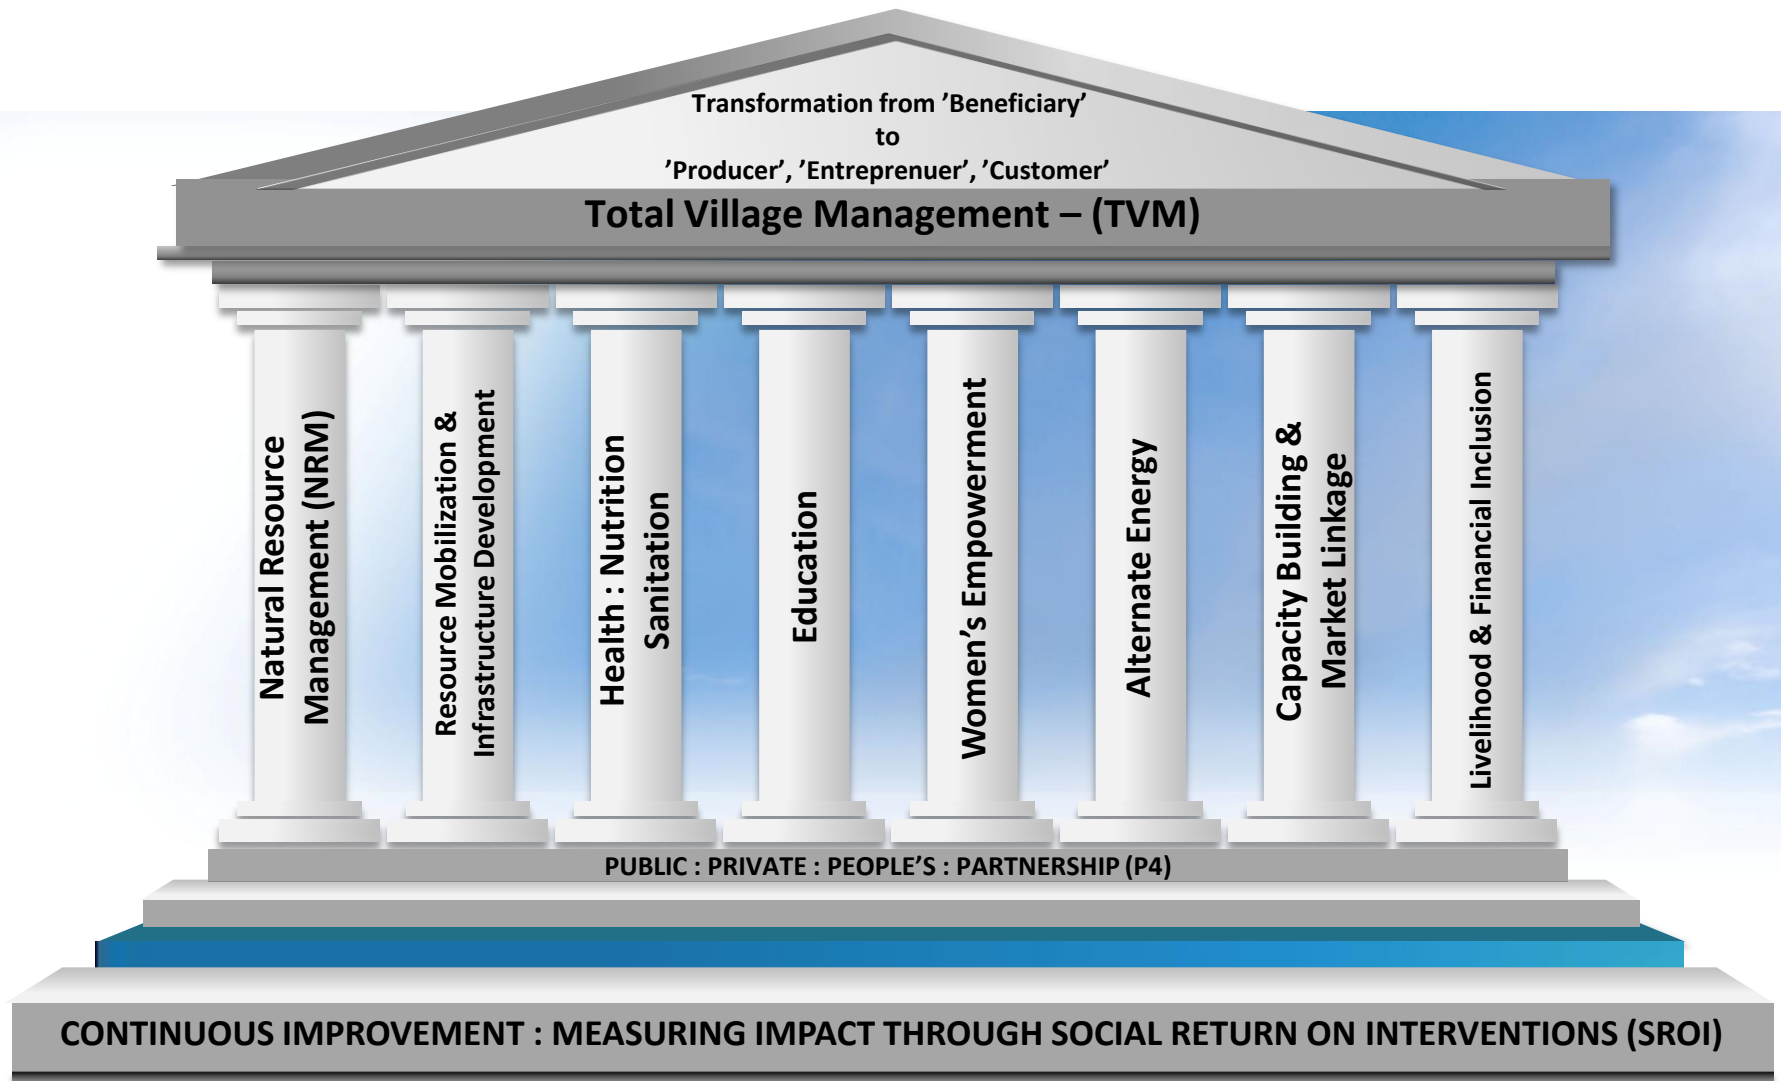 Transformation from ’Beneficiary’
to
’Producer’, ’Entreprenuer’, ’Customer’
Total Village Management – (TVM)
Natural Resource
Management (NRM)
Resource Mobilization &
Infrastructure Development
Health : Nutrition
Sanitation
Education
Women’s Empowerment
Alternate Energy
Capacity Building &
Market Linkage
Livelihood & Financial Inclusion
PUBLIC : PRIVATE : PEOPLE’S : PARTNERSHIP (P4)
CONTINUOUS IMPROVEMENT : MEASURING IMPACT THROUGH SOCIAL RETURN ON INTERVENTIONS (SROI)